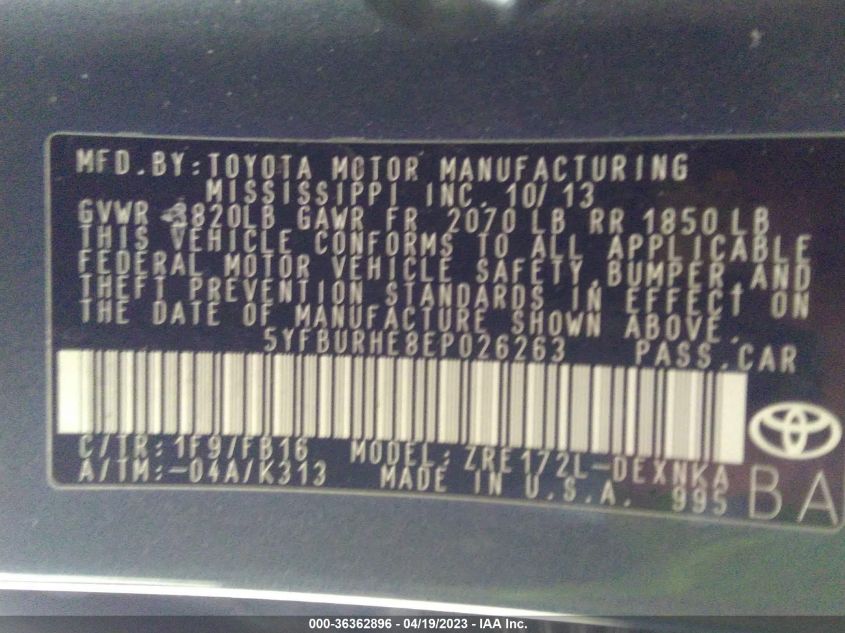 MFD. BY: TOYOTA MOTOR MANUFACTURING
MISSISSIPPI INC. 10/13
GVWR 3820LB GAWR FR 2070 LB RR 1850 LB
THIS VEHICLE CONFORMS TO ALL APPLICABLE
FEDERAL MOTOR VEHICLE SAFETY, BUMPER, AND
THEFT PREVENTION STANDARDS IN EFFECT ON
THE DATE OF MANUFACTURE SHOWN ABOVE.
5YFBURHE8EP026263 PASS. CAR
C/TR: 1F9/FB16 MODEL: ZRE172L-DEXNKA
A/TM: -04A/K313 MADE IN U.S.A. 995 BA
000-36362896 - 04/19/2023 - IAA Inc.